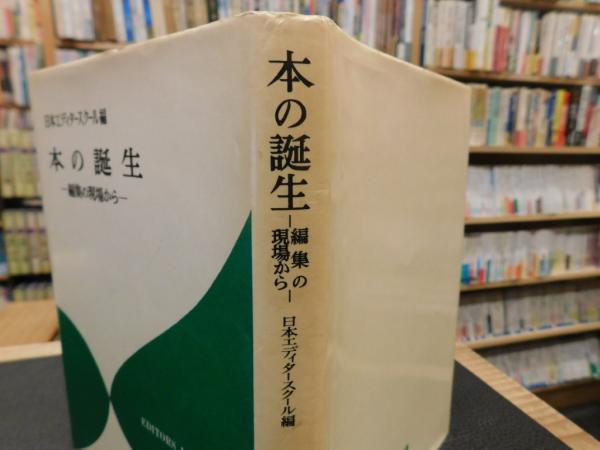 日本エディタースクール編
本の誕生
—編集の現場から—
EDITORS
本の誕生
—編集の
現場から—
日本エディタースクール編